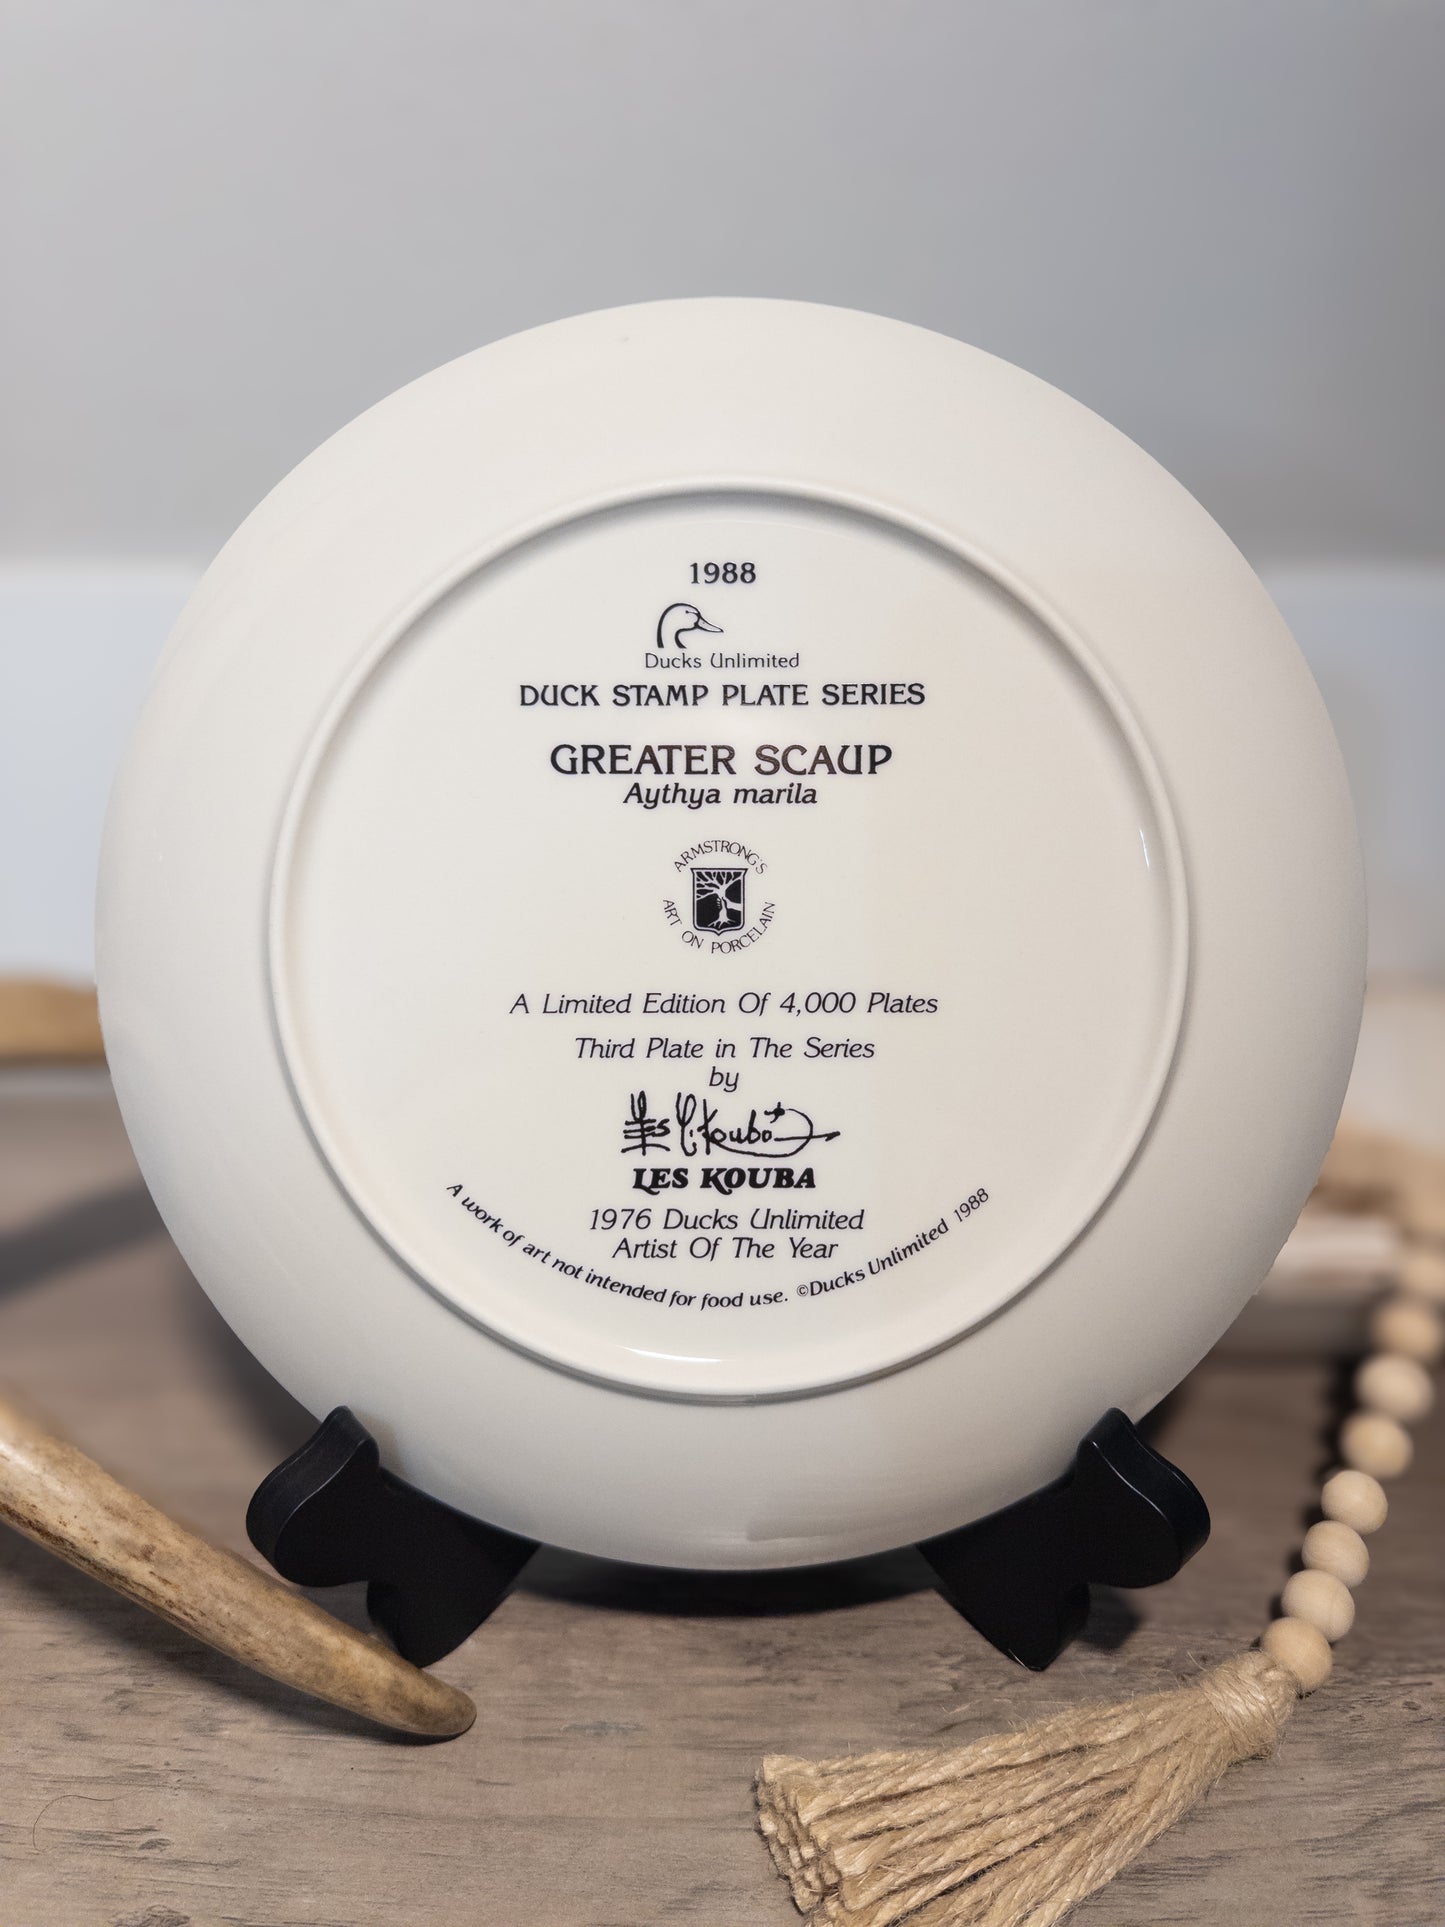 1988
Ducks Unlimited
DUCK STAMP PLATE SERIES
GREATER SCAUP
Aythya marila
ARMSTRONG'S
ART ON PORCELAIN
A Limited Edition Of 4,000 Plates
Third Plate in The Series
by
Les C. Kouba
LES KOUBA
1976 Ducks Unlimited
Artist Of The Year
A work of art not intended for food use. ©Ducks Unlimited 1988